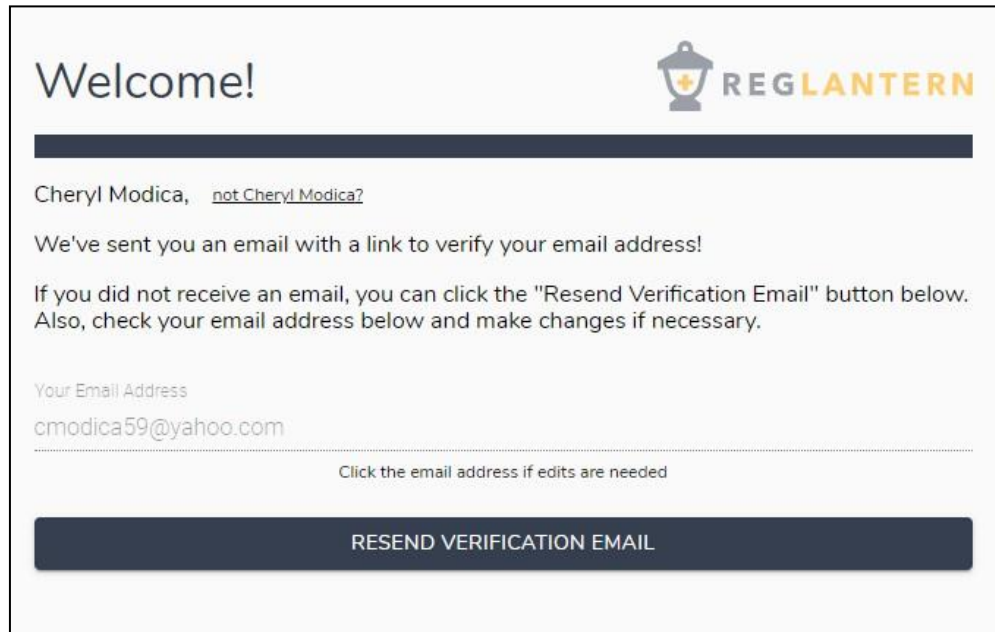 Welcome!
REGLANTERN
Cheryl Modica, not Cheryl Modica?
We've sent you an email with a link to verify your email address!
If you did not receive an email, you can click the "Resend Verification Email" button below.
Also, check your email address below and make changes if necessary.
Your Email Address
cmodica59@yahoo.com
Click the email address if edits are needed
RESEND VERIFICATION EMAIL